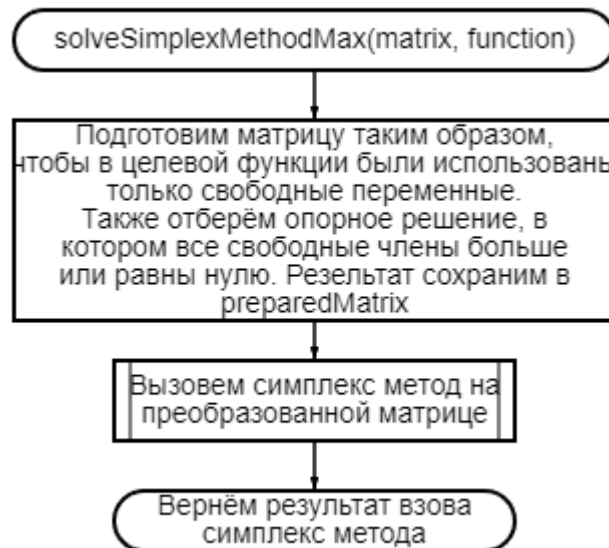 solveSimplexMethodMax(matrix, function)
Подготовим матрицу таким образом,
чтобы в целевой функции были использованы
только свободные переменные.
Также отберём опорное решение, в
котором все свободные члены больше
или равны нулю. Резельтат сохраним в
preparedMatrix
Вызовем симплекс метод на
преобразованной матрице
Вернём результат взова
симплекс метода